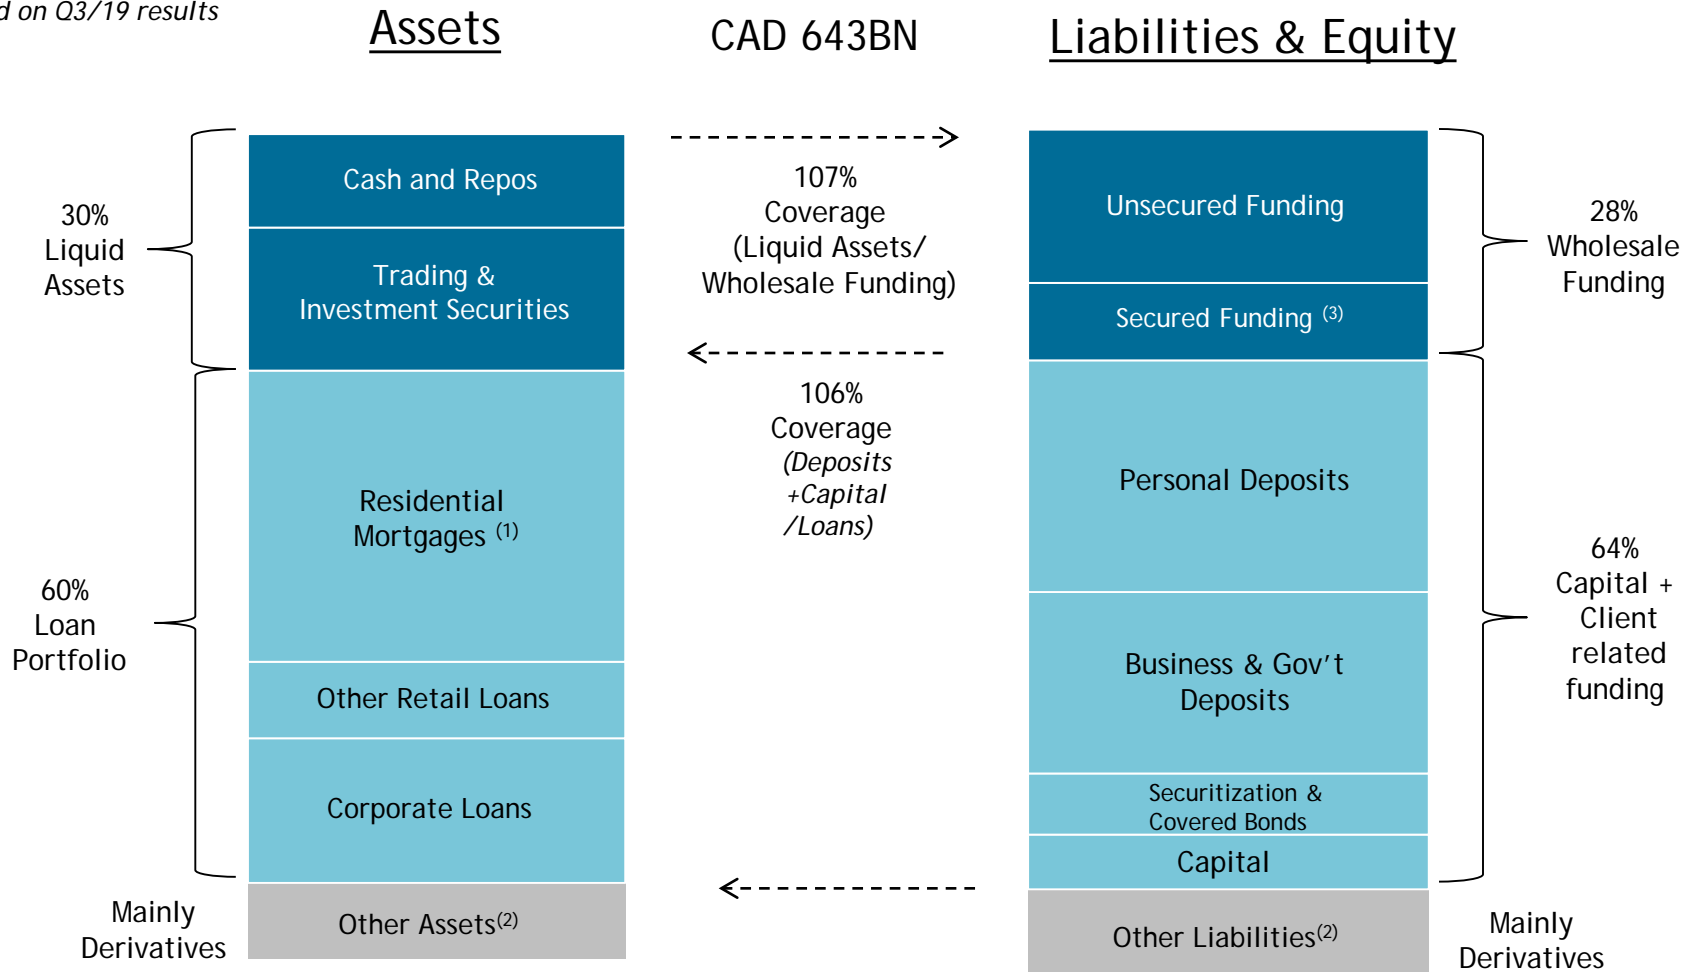 d on Q3/19 results
Assets
CAD 643BN
Liabilities & Equity
30%
Liquid
Assets
Cash and Repos
Trading &
Investment Securities
107%
Coverage
(Liquid Assets/
Wholesale Funding)
Unsecured Funding
Secured Funding (3)
28%
Wholesale
Funding
60%
Loan
Portfolio
Residential
Mortgages (1)
Other Retail Loans
Corporate Loans
106%
Coverage
(Deposits
+Capital
/Loans)
Personal Deposits
Business & Gov’t
Deposits
Securitization &
Covered Bonds
Capital
64%
Capital +
Client
related
funding
Mainly
Derivatives
Other Assets(2)
Other Liabilities(2)
Mainly
Derivatives